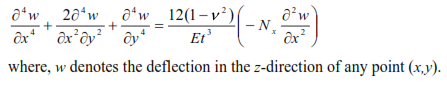 ∂⁴w/∂x⁴ + 2∂⁴w/∂x²∂y² + ∂⁴w/∂y⁴ = 12(1−ν²)/Et³ (−Nₓ ∂²w/∂x²)
where, w denotes the deflection in the z-direction of any point (x,y).